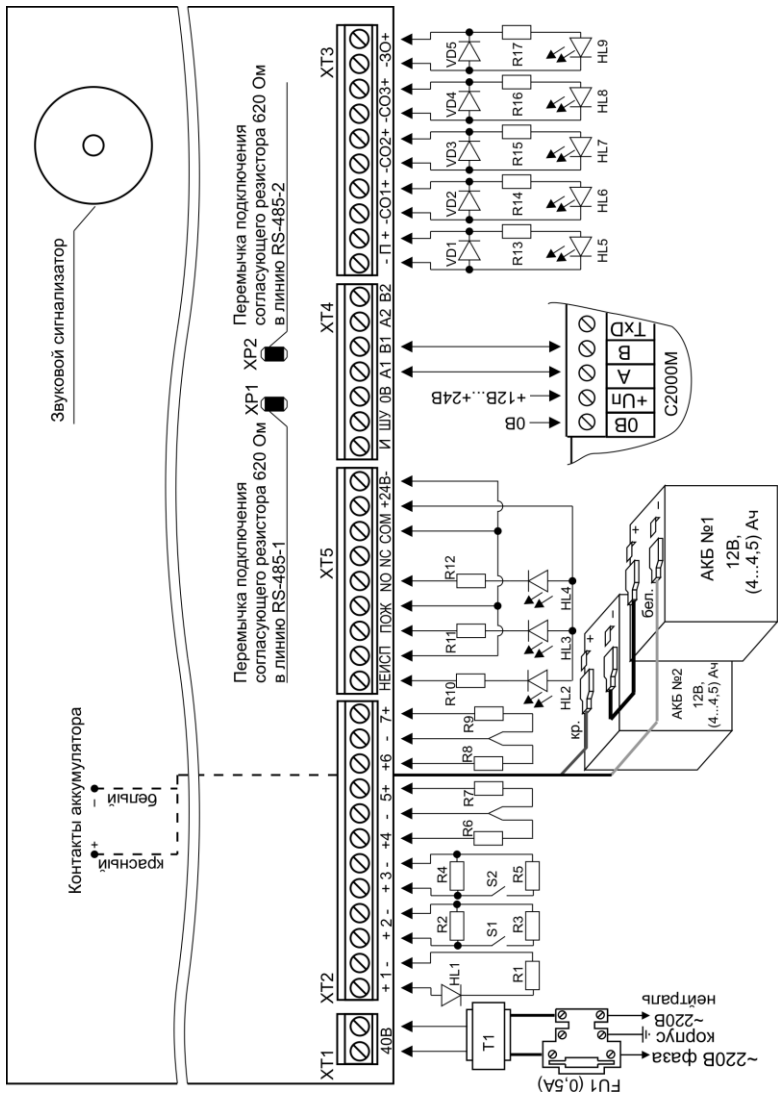 Звуковой сигнализатор
Контакты аккумулятора
+
–
красный
белый
Перемычка подключения
согласующего резистора 620 Ом
в линию RS-485-1
XP1
XP2
Перемычка подключения
согласующего резистора 620 Ом
в линию RS-485-2
XT1
XT2
XT5
XT4
XT3
40В
+ 1 -
+ 2 -
+ 3 -
+4 - 5+
+6 - 7+
НЕИСП ПОЖ NO NC COM +24В-
И ШУ 0В A1 B1 A2 B2
- П +
-СО1+
-СО2+
-СО3+
-ЗО+
HL1
R1
R2
S1
R3
R4
S2
R5
R6
R7
R8
R9
R10
R11
R12
HL2
HL3
HL4
VD1
VD2
VD3
VD4
VD5
R13
R14
R15
R16
R17
HL5
HL6
HL7
HL8
HL9
T1
FU1 (0,5А)
~220В фаза
корпус
~220В
нейтраль
кр.
бел.
+
–
+
–
АКБ №2
12В,
(4...4,5) Ач
АКБ №1
12В,
(4...4,5) Ач
0В
+12В...+24В
0В
+Uп
A
B
TxD
С2000М